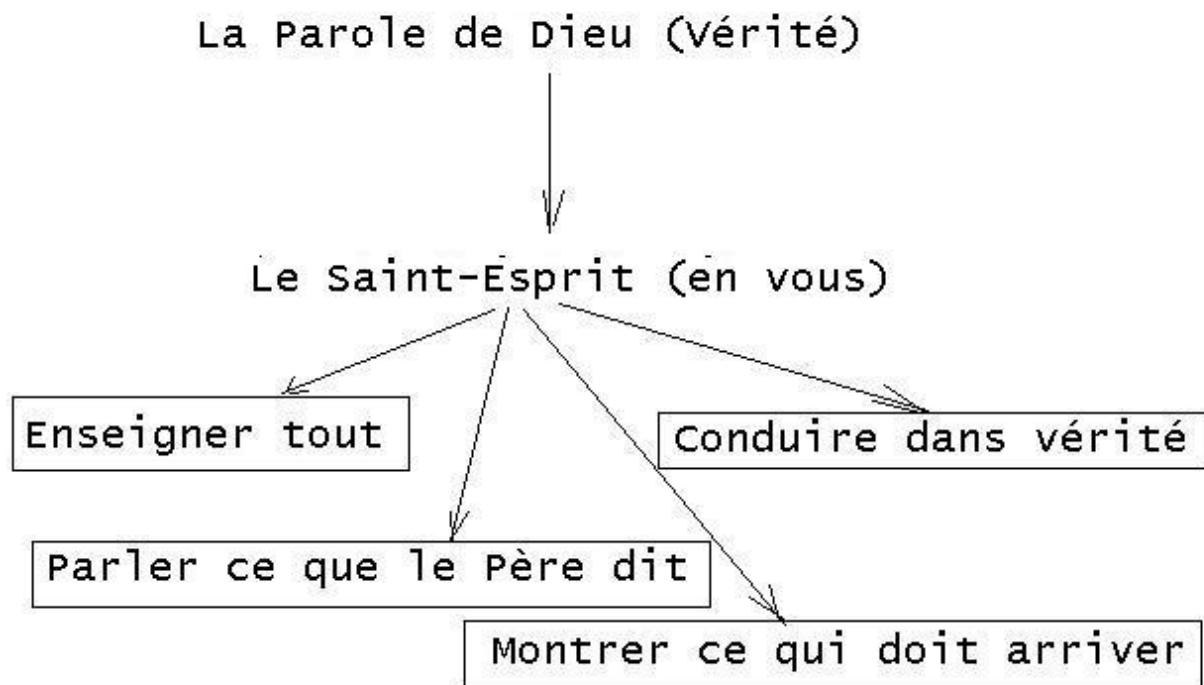 La Parole de Dieu (Vérité)
Le Saint-Esprit (en vous)
Enseigner tout
Conduire dans vérité
Parler ce que le Père dit
Montrer ce qui doit arriver